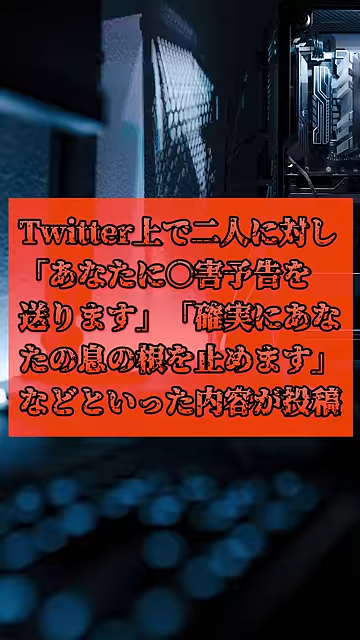 Twitter上で二人に対し
「あなたに〇害予告を
送ります」「確実にあな
たの息の根を止めます」
などといった内容が投稿